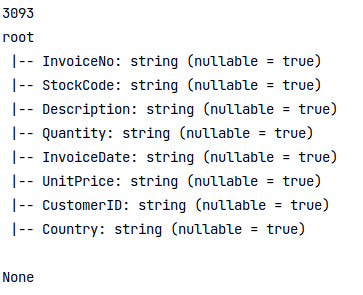 3093
root
 |-- InvoiceNo: string (nullable = true)
 |-- StockCode: string (nullable = true)
 |-- Description: string (nullable = true)
 |-- Quantity: string (nullable = true)
 |-- InvoiceDate: string (nullable = true)
 |-- UnitPrice: string (nullable = true)
 |-- CustomerID: string (nullable = true)
 |-- Country: string (nullable = true)
None